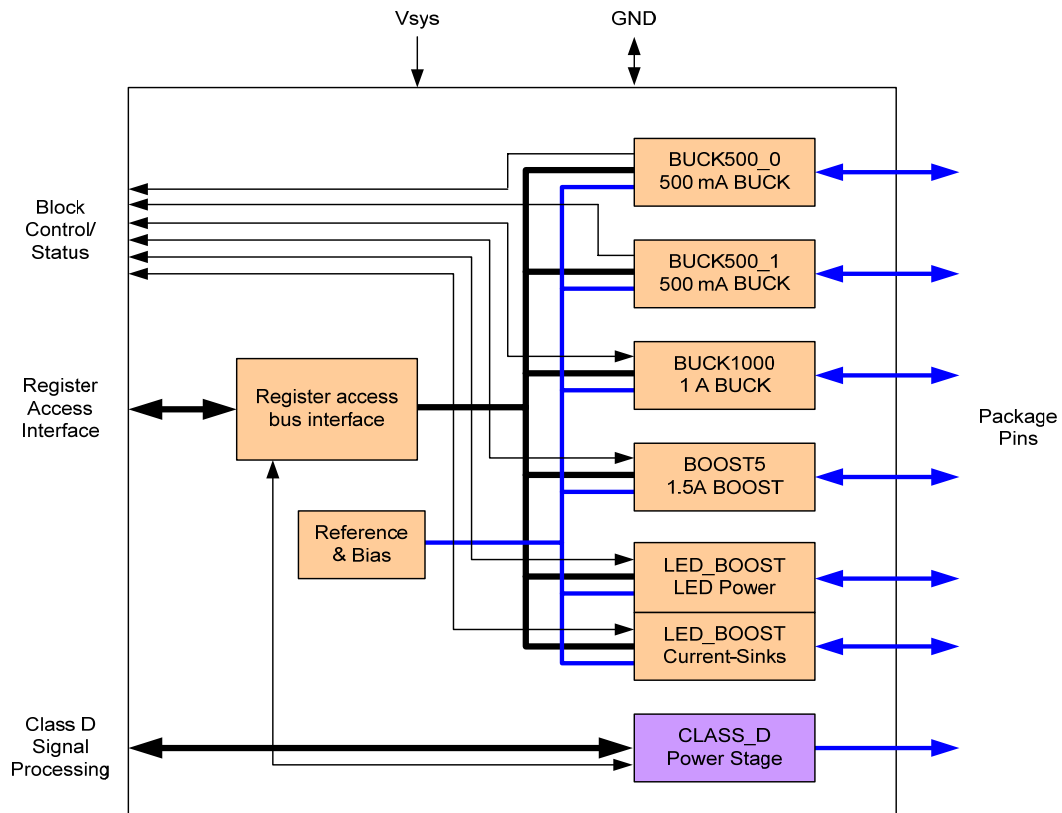 Vsys
GND
BUCK500_0
500 mA BUCK
Block
Control/
Status
BUCK500_1
500 mA BUCK
BUCK1000
1 A BUCK
Register
Access
Interface
Register access
bus interface
Package
Pins
BOOST5
1.5A BOOST
Reference
& Bias
LED_BOOST
LED Power
LED_BOOST
Current-Sinks
Class D
Signal
Processing
CLASS_D
Power Stage